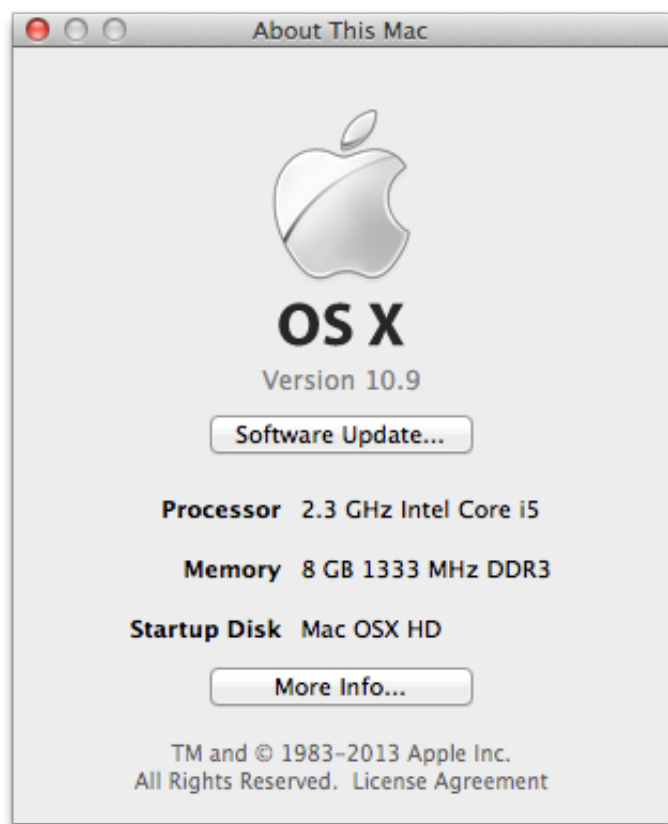 About This Mac
OS X
Version 10.9
Software Update...
Processor 2.3 GHz Intel Core i5
Memory 8 GB 1333 MHz DDR3
Startup Disk Mac OSX HD
More Info...
TM and © 1983–2013 Apple Inc.
All Rights Reserved. License Agreement